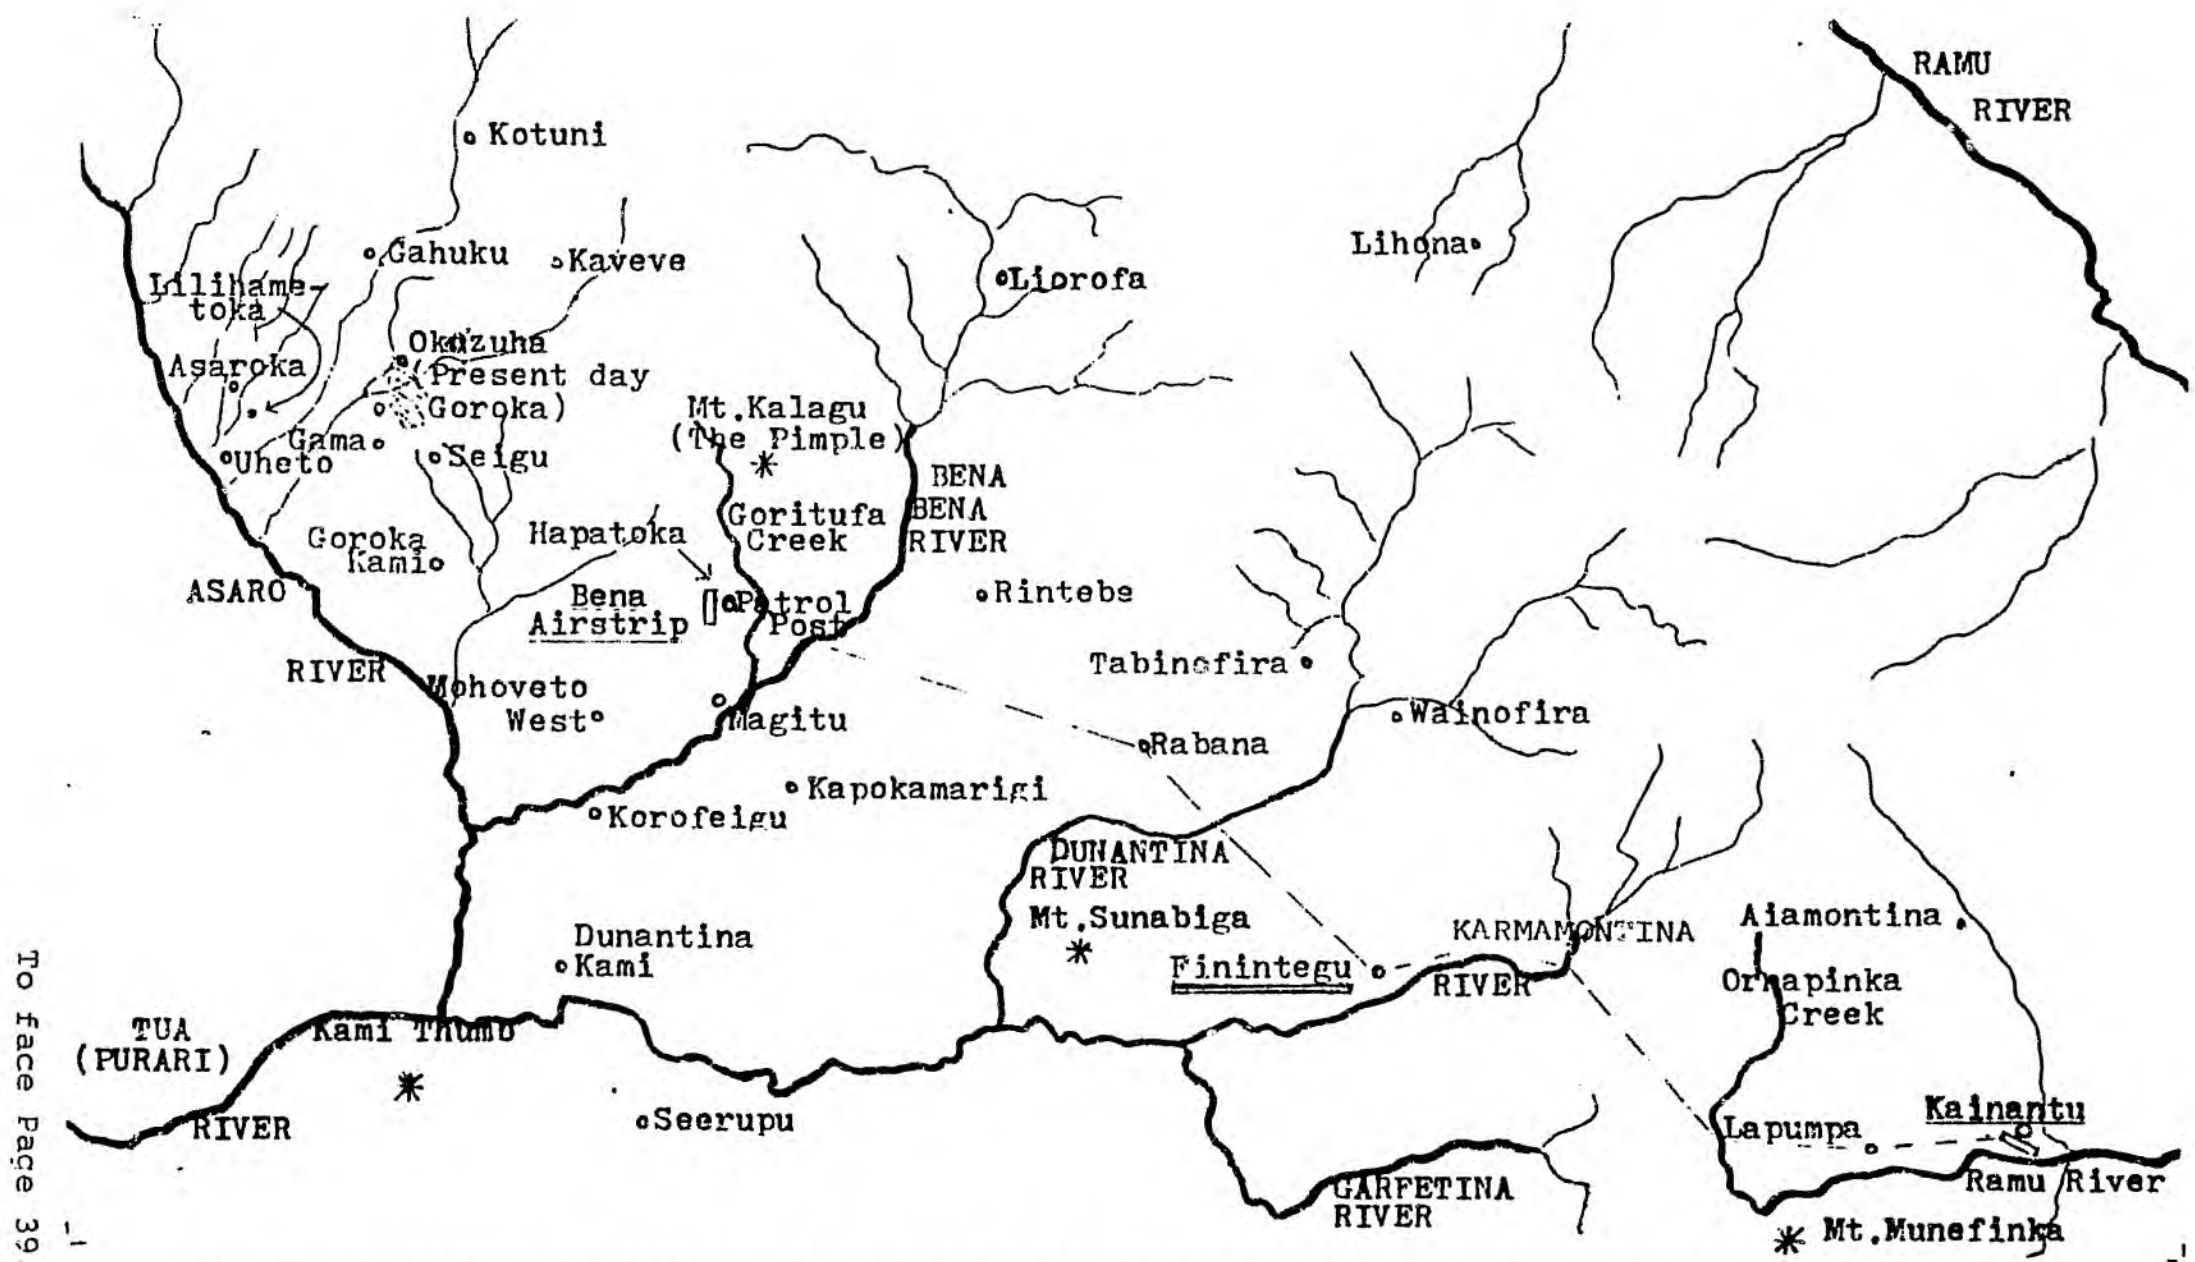 RAMU
RIVER
Kotuni
Gahuku
Kaveve
Lihona
Liorofa
Lilihame-
toka
Okuzuha
Present day
(Goroka)
Asaroka
Mt.Kalagu
(The Pimple)
Gama
Uheto
Seigu
BENA
BENA
RIVER
Goritufa
Creek
Hapatoka
Goroka
Kami
ASARO
RIVER
Bena
Airstrip
Patrol
Post
Rintebe
Tabinofira
Mohoveto
West
Magitu
Wainofira
Rabana
Kapokamarigi
Korofeigu
DUNANTINA
RIVER
Mt.Sunabiga
Dunantina
Kami
Finintegu
KARMAMONTINA
RIVER
Aiamontina
Ornapinka
Creek
TUA
(PURARI)
RIVER
Kami Thumb
Seerupu
Lapumpa
Kainantu
Ramu River
GARFETINA
RIVER
Mt.Munefinka
To face Page 39